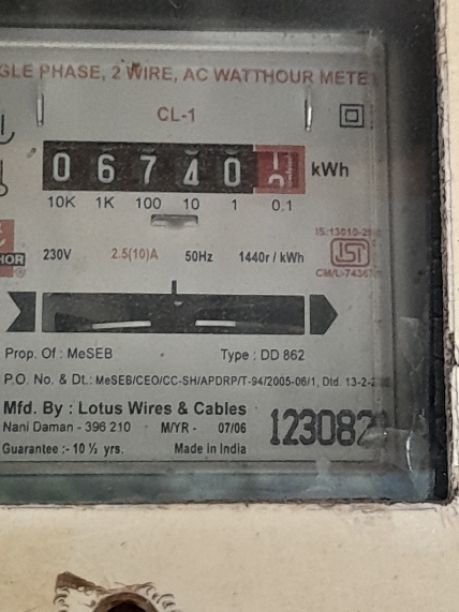 GLE PHASE, 2 WIRE, AC WATTHOUR METE
CL-1
0 6 7 4 0 kWh
10K 1K 100 10 1 0.1
HOR 230V 2.5(10)A 50Hz 1440r / kWh
ISI
Prop. Of : MeSEB Type : DD 862
P.O. No. & Dt.: MeSEB/CEO/CC-SH/APDRP/T-94/2005-06/1, Dtd. 13-2-2
Mfd. By : Lotus Wires & Cables
Nani Daman - 396 210 M/YR - 07/06
Guarantee :- 10 ½ yrs. Made in India
123082